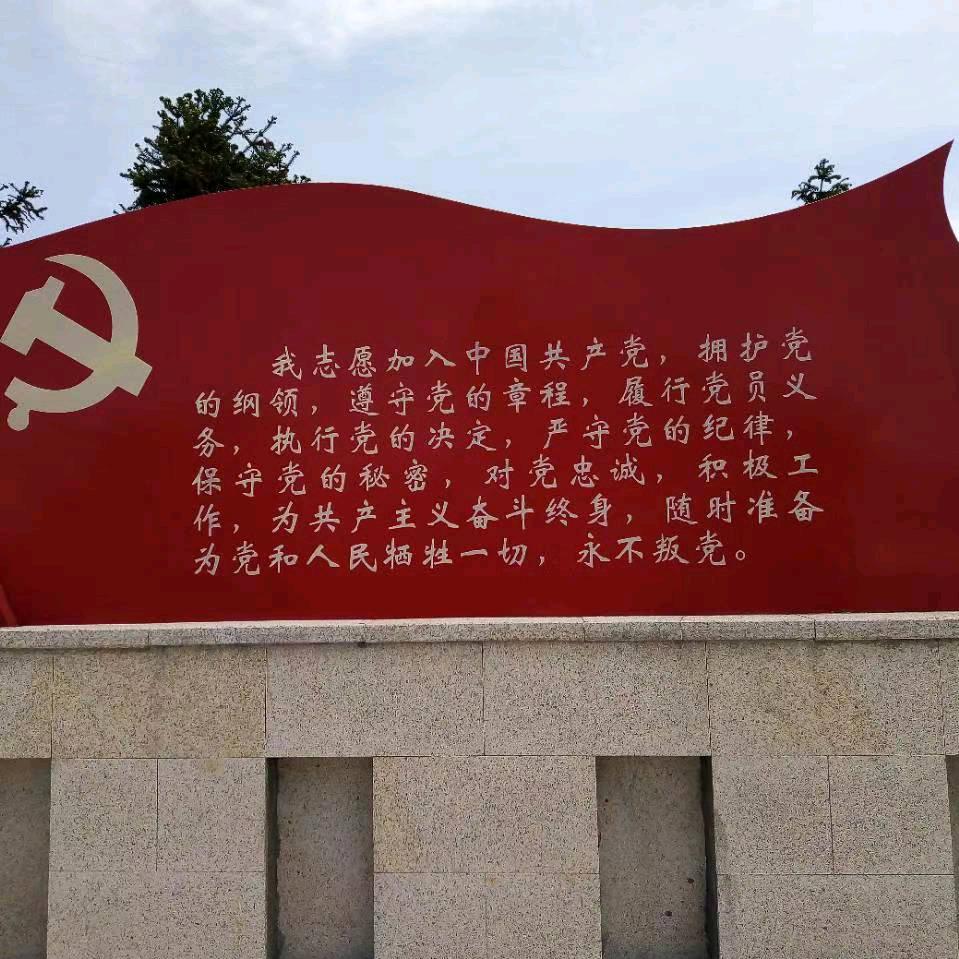 我志愿加入中国共产党，拥护党
的纲领，遵守党的章程，履行党员义
务，执行党的决定，严守党的纪律，
保守党的秘密，对党忠诚，积极工
作，为共产主义奋斗终身，随时准备
为党和人民牺牲一切，永不叛党。